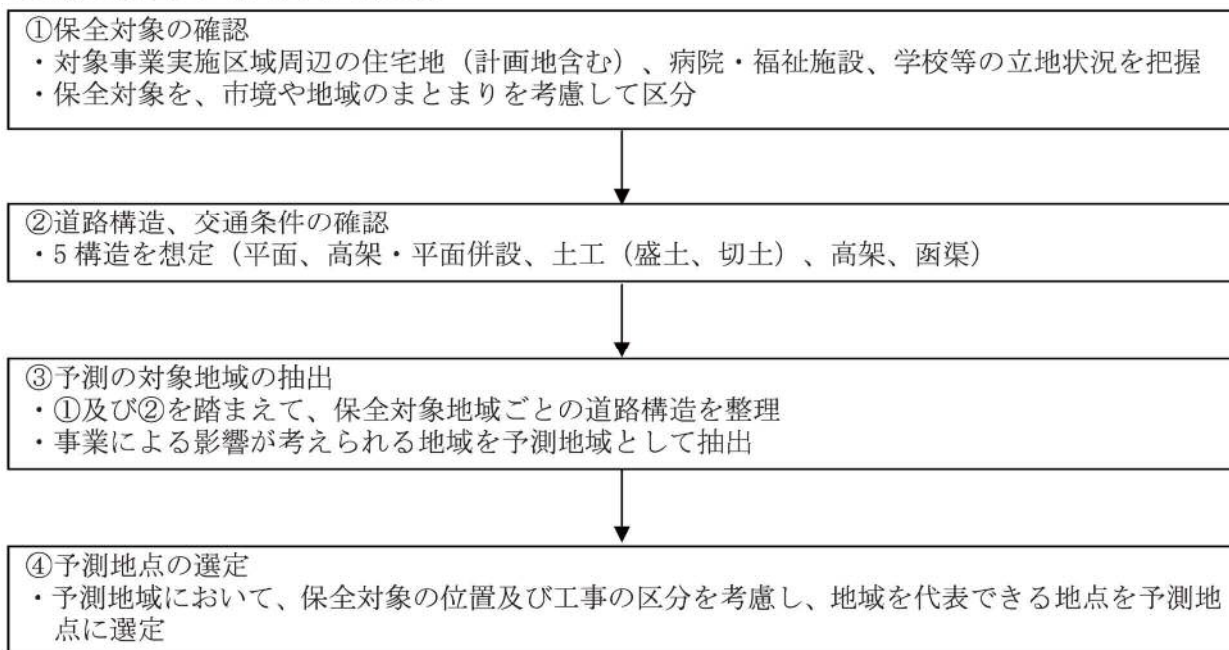 ①保全対象の確認
・対象事業実施区域周辺の住宅地（計画地含む）、病院・福祉施設、学校等の立地状況を把握
・保全対象を、市境や地域のまとまりを考慮して区分
②道路構造、交通条件の確認
・5 構造を想定（平面、高架・平面併設、土工（盛土、切土）、高架、函渠）
③予測の対象地域の抽出
・①及び②を踏まえて、保全対象地域ごとの道路構造を整理
・事業による影響が考えられる地域を予測地域として抽出
④予測地点の選定
・予測地域において、保全対象の位置及び工事の区分を考慮し、地域を代表できる地点を予測地
点に選定